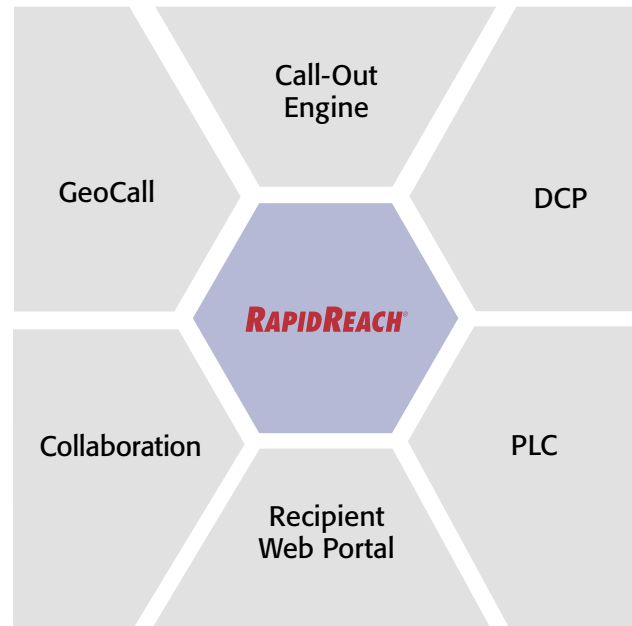 Call-Out
Engine
GeoCall
DCP
RAPIDREACH®
Collaboration
PLC
Recipient
Web Portal